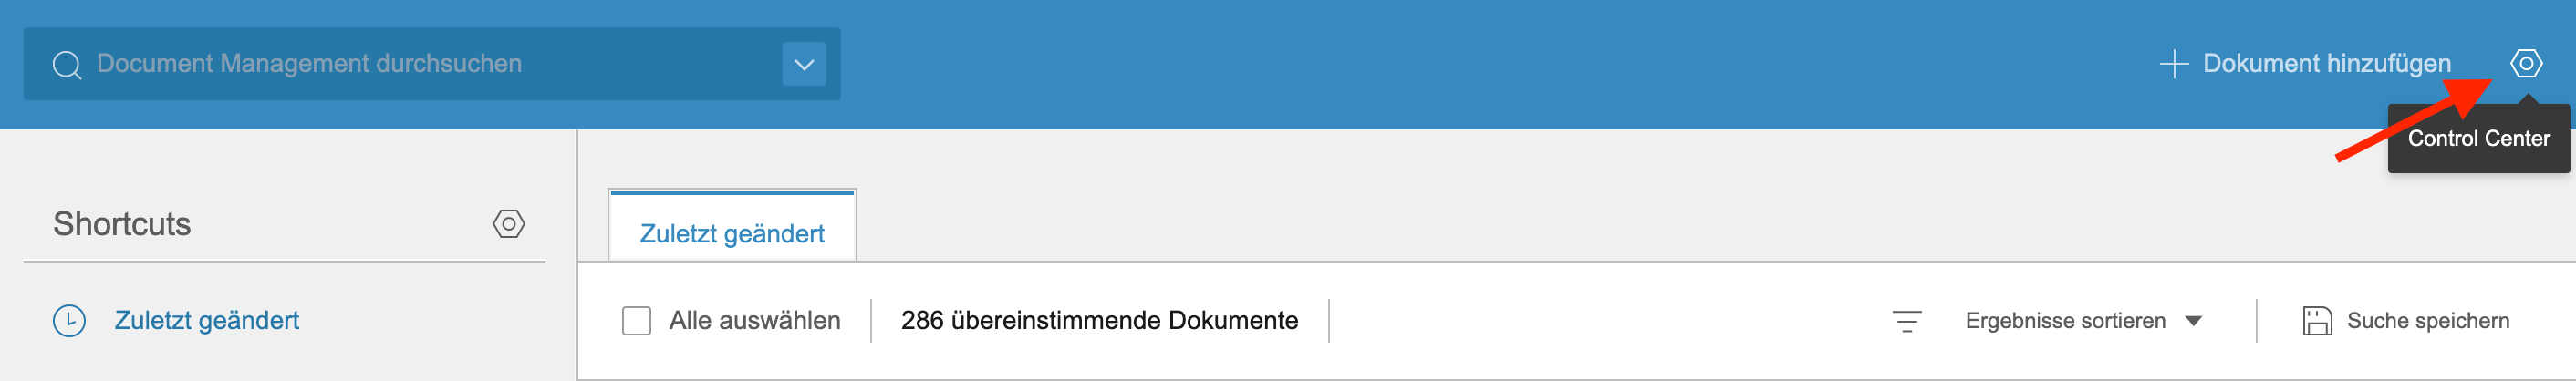 Document Management durchsuchen
Dokument hinzufügen
Control Center
Shortcuts
Zuletzt geändert
Zuletzt geändert
Alle auswählen
286 übereinstimmende Dokumente
Ergebnisse sortieren
Suche speichern